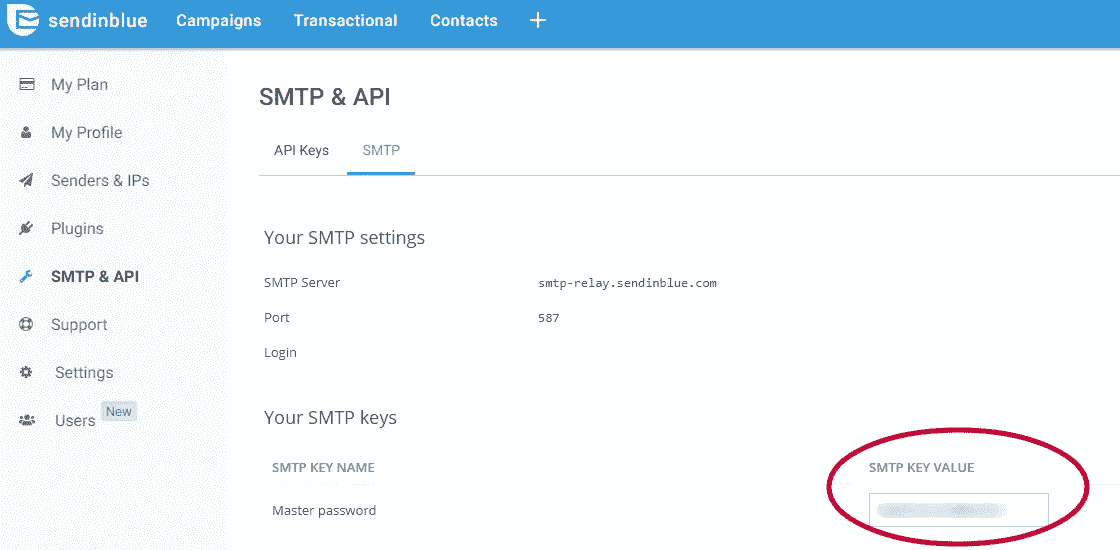 sendinblue Campaigns Transactional Contacts +
My Plan
My Profile
Senders & IPs
Plugins
SMTP & API
Support
Settings
Users New
SMTP & API
API Keys SMTP
Your SMTP settings
SMTP Server smtp-relay.sendinblue.com
Port 587
Login
Your SMTP keys
SMTP KEY NAME SMTP KEY VALUE
Master password